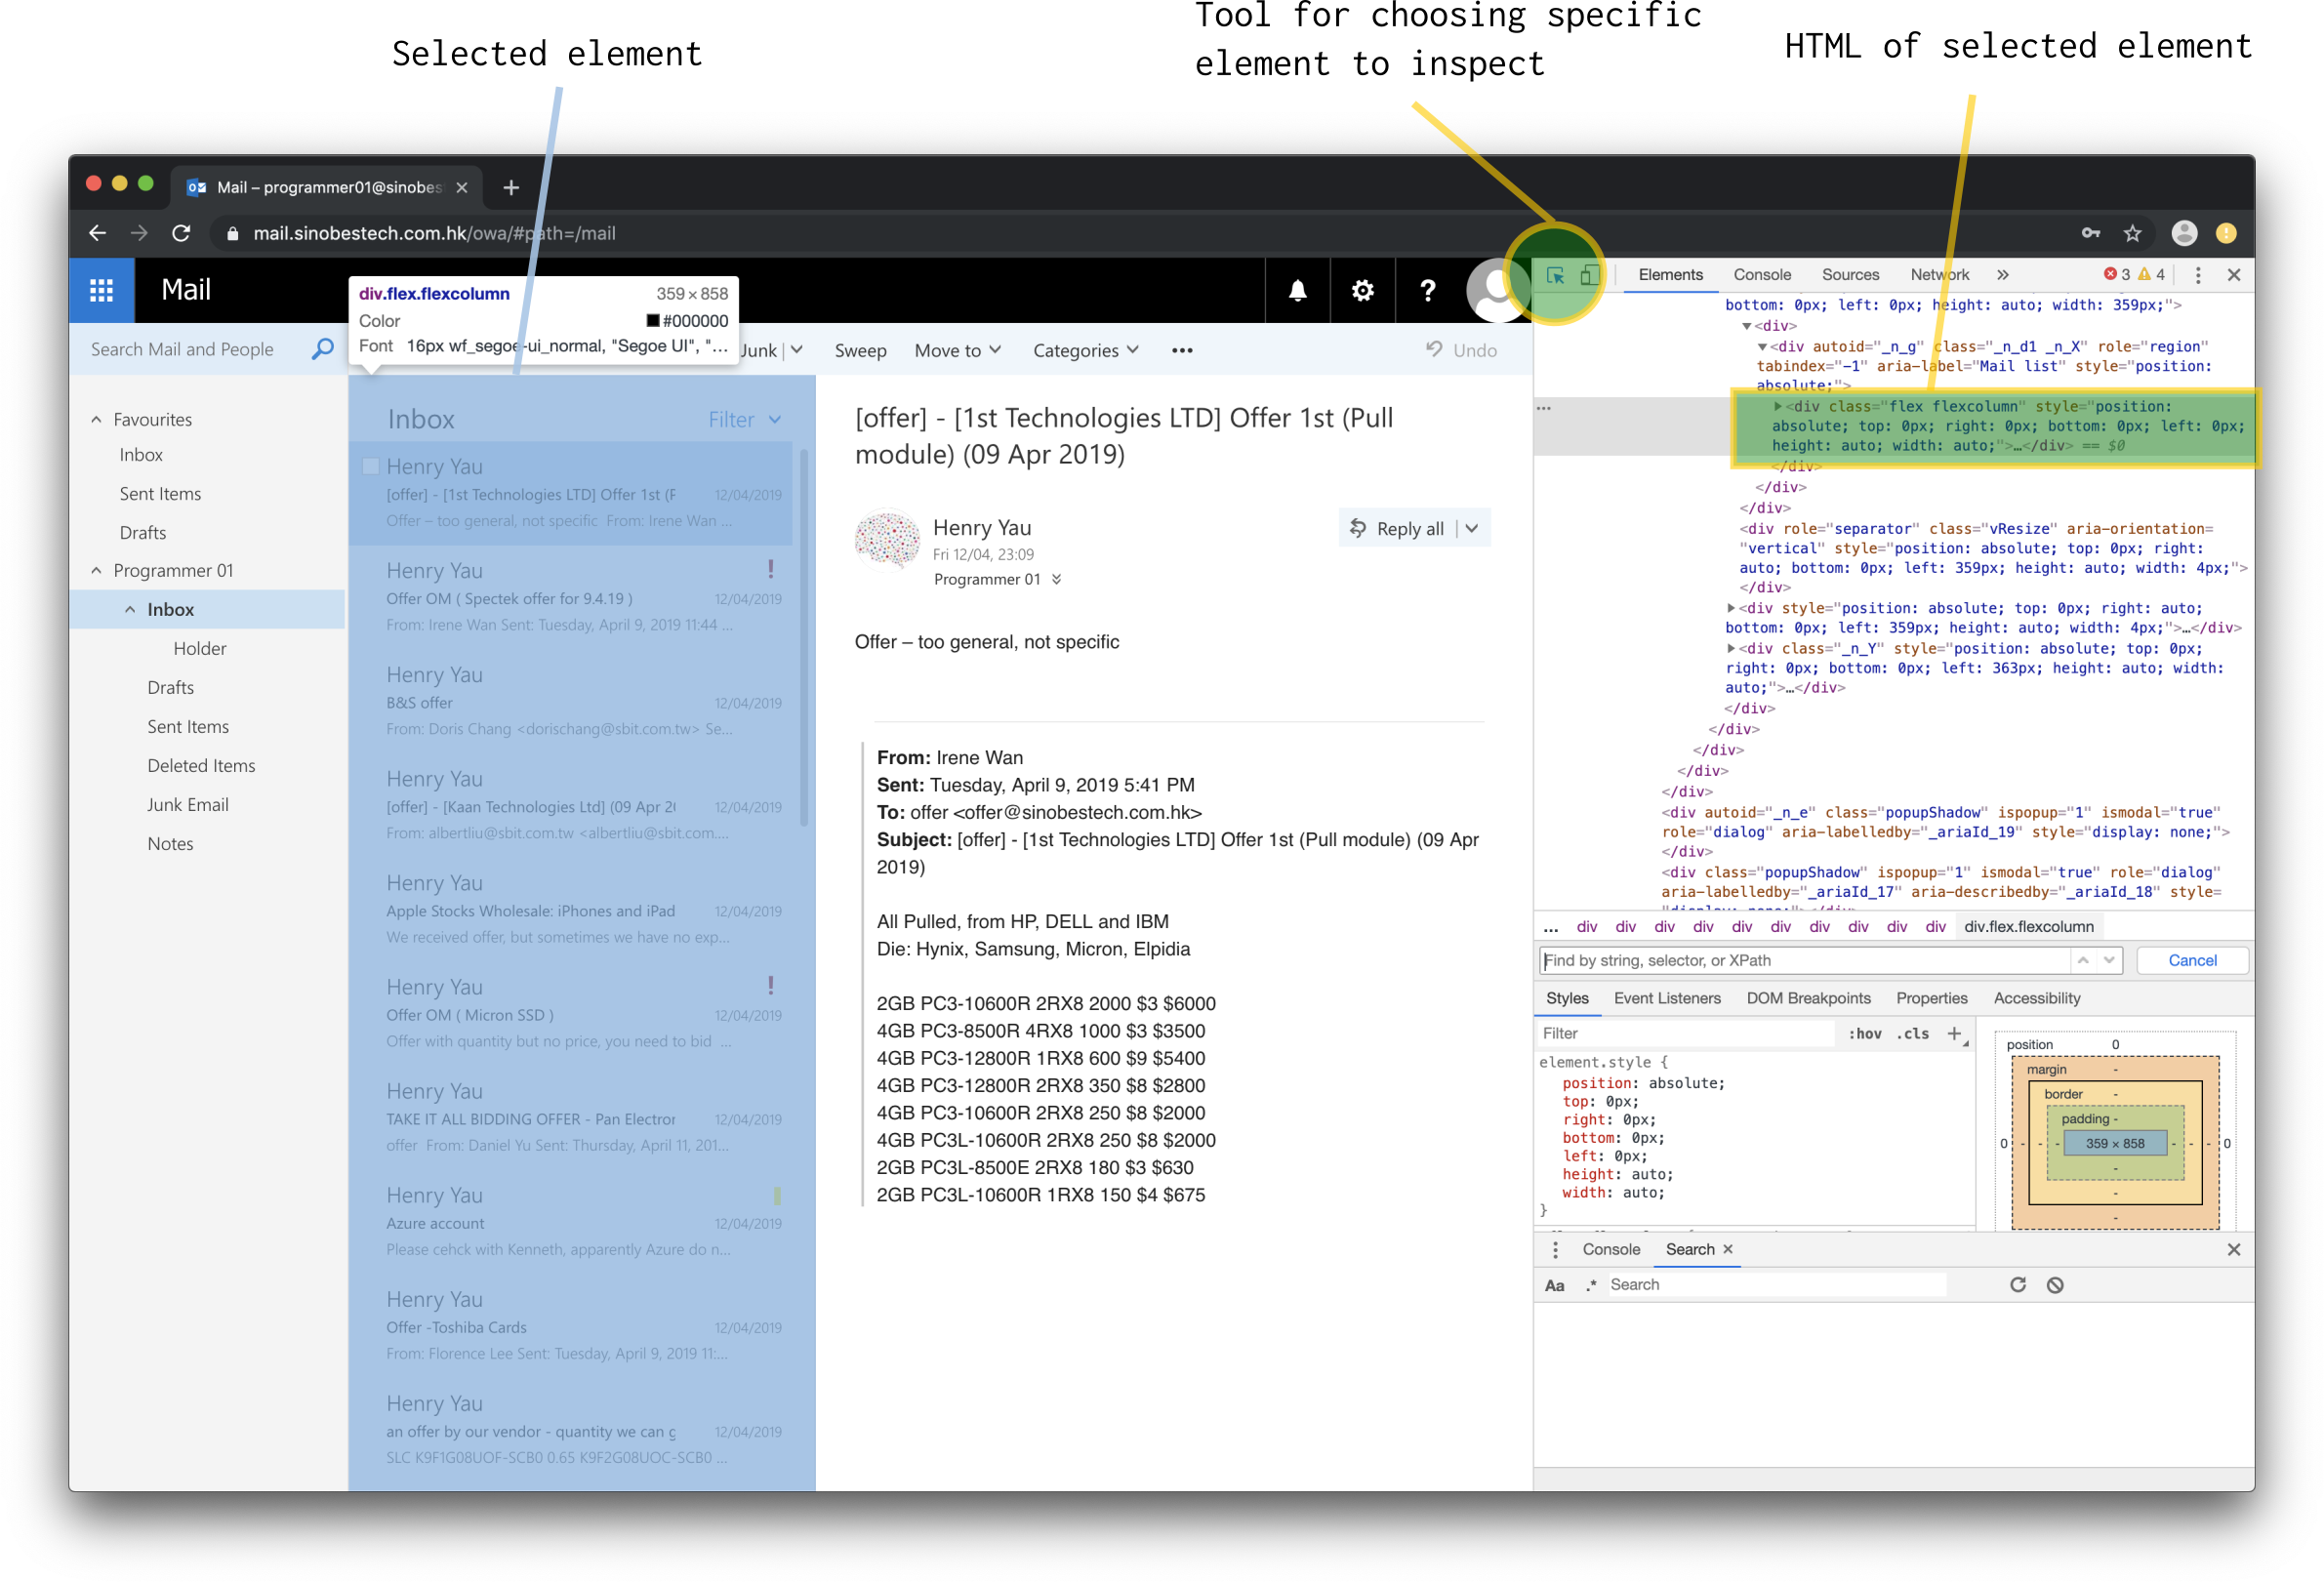 Selected element
Tool for choosing specific
element to inspect
HTML of selected element
Mail – programmer01@sinobes
mail.sinobestech.com.hk/owa/#path=/mail
Mail
div.flex.flexcolumn 359 × 858
Color #000000
Font 16px wf_segoe-ui_normal, "Segoe UI", "...
Search Mail and People
Junk | Sweep Move to Categories ••• Undo
Favourites
Inbox
Sent Items
Drafts
Programmer 01
Inbox
Holder
Drafts
Sent Items
Deleted Items
Junk Email
Notes
Inbox Filter
Henry Yau
[offer] - [1st Technologies LTD] Offer 1st (F 12/04/2019
Offer – too general, not specific From: Irene Wan ...
Henry Yau !
Offer OM ( Spectek offer for 9.4.19 ) 12/04/2019
From: Irene Wan Sent: Tuesday, April 9, 2019 11:44 ...
Henry Yau
B&S offer 12/04/2019
From: Doris Chang <dorischang@sbit.com.tw> Se...
Henry Yau
[offer] - [Kaan Technologies Ltd] (09 Apr 20 12/04/2019
From: albertliu@sbit.com.tw <albertliu@sbit.com....
Henry Yau
Apple Stocks Wholesale: iPhones and iPad 12/04/2019
We received offer, but sometimes we have no exp...
Henry Yau !
Offer OM ( Micron SSD ) 12/04/2019
Offer with quantity but no price, you need to bid ...
Henry Yau
TAKE IT ALL BIDDING OFFER - Pan Electror 12/04/2019
offer From: Daniel Yu Sent: Thursday, April 11, 201...
Henry Yau
Azure account 12/04/2019
Please cehck with Kenneth, apparently Azure do n...
Henry Yau
Offer -Toshiba Cards 12/04/2019
From: Florence Lee Sent: Tuesday, April 9, 2019 11:...
Henry Yau
an offer by our vendor - quantity we can g 12/04/2019
SLC K9F1G08UOF-SCB0 0.65 K9F2G08UOC-SCB0 ...
[offer] - [1st Technologies LTD] Offer 1st (Pull
module) (09 Apr 2019)
Henry Yau
Fri 12/04, 23:09
Programmer 01
Reply all
Offer – too general, not specific
From: Irene Wan
Sent: Tuesday, April 9, 2019 5:41 PM
To: offer <offer@sinobestech.com.hk>
Subject: [offer] - [1st Technologies LTD] Offer 1st (Pull module) (09 Apr
2019)
All Pulled, from HP, DELL and IBM
Die: Hynix, Samsung, Micron, Elpidia
2GB PC3-10600R 2RX8 2000 $3 $6000
4GB PC3-8500R 4RX8 1000 $3 $3500
4GB PC3-12800R 1RX8 600 $9 $5400
4GB PC3-12800R 2RX8 350 $8 $2800
4GB PC3-10600R 2RX8 250 $8 $2000
4GB PC3L-10600R 2RX8 250 $8 $2000
2GB PC3L-8500E 2RX8 180 $3 $630
2GB PC3L-10600R 1RX8 150 $4 $675
Elements Console Sources Network » 3 4
bottom: 0px; left: 0px; height: auto; width: 359px;">
<div>
<div autoid="_n_g" class="_n_d1 _n_X" role="region"
tabindex="-1" aria-label="Mail list" style="position:
absolute;">
<div class="flex flexcolumn" style="position:
absolute; top: 0px; right: 0px; bottom: 0px; left: 0px;
height: auto; width: auto;">…</div> == $0
</div>
</div>
</div>
<div role="separator" class="vResize" aria-orientation=
"vertical" style="position: absolute; top: 0px; right:
auto; bottom: 0px; left: 359px; height: auto; width: 4px;">
</div>
<div style="position: absolute; top: 0px; right: auto;
bottom: 0px; left: 359px; height: auto; width: 4px;">…</div>
<div class="_n_Y" style="position: absolute; top: 0px;
right: 0px; bottom: 0px; left: 363px; height: auto; width:
auto;">…</div>
</div>
</div>
</div>
</div>
</div>
<div autoid="_n_e" class="popupShadow" ispopup="1" ismodal="true"
role="dialog" aria-labelledby="_ariaId_19" style="display: none;">
</div>
<div class="popupShadow" ispopup="1" ismodal="true" role="dialog"
aria-labelledby="_ariaId_17" aria-describedby="_ariaId_18" style=
... div div div div div div div div div div div.flex.flexcolumn
Find by string, selector, or XPath Cancel
Styles Event Listeners DOM Breakpoints Properties Accessibility
Filter :hov .cls +
element.style {
position: absolute;
top: 0px;
right: 0px;
bottom: 0px;
left: 0px;
height: auto;
width: auto;
}
position 0
margin -
border -
padding -
0 - - - 359 × 858 - - - 0
-
-
-
Console Search ×
Aa .* Search